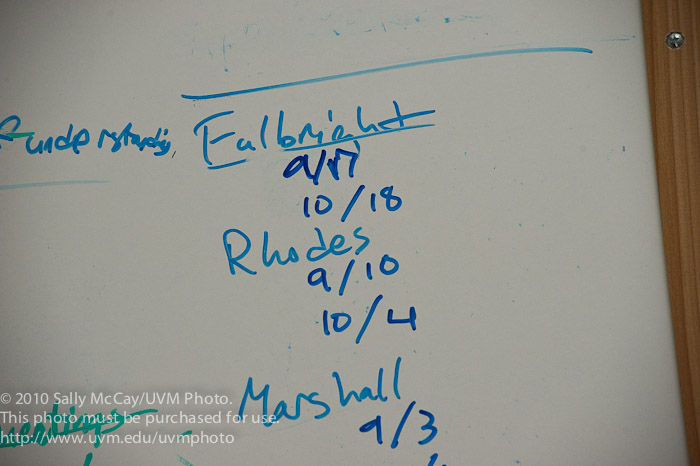 understanding, Fulbright
9/17
10/18
Rhodes
9/10
10/4
Marshall
9/3
© 2010 Sally McCay/UVM Photo.
This photo must be purchased for use.
http://www.uvm.edu/uvmphoto